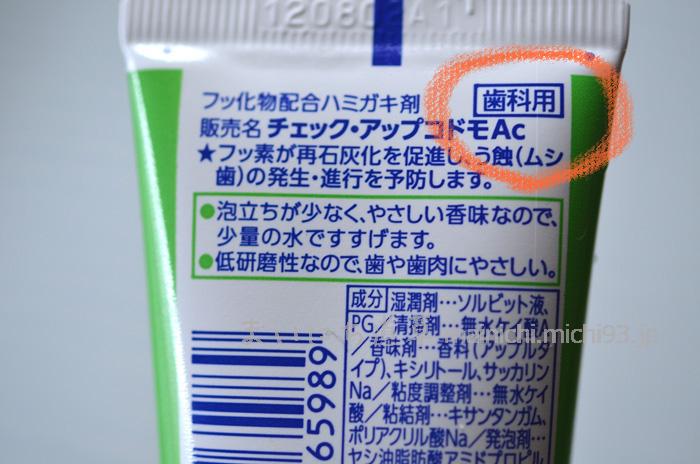 フッ化物配合ハミガキ剤
歯科用
販売名 チェック・アップコドモAc
★フッ素が再石灰化を促進しう蝕(ムシ
歯)の発生・進行を予防します。
●泡立ちが少なく、やさしい香味なので、
少量の水ですすげます。
●低研磨性なので、歯や歯肉にやさしい。
成分 湿潤剤…ソルビット液、
PG/清掃剤…無水ケイ酸A
/香味剤…香料(アップルタ
イプ)、キシリトール、サッカリン
Na/粘度調整剤…無水ケイ
酸/粘結剤…キサンタンガム、
ポリアクリル酸Na/発泡剤…
ヤシ油脂肪酸アミドプロピル
65989